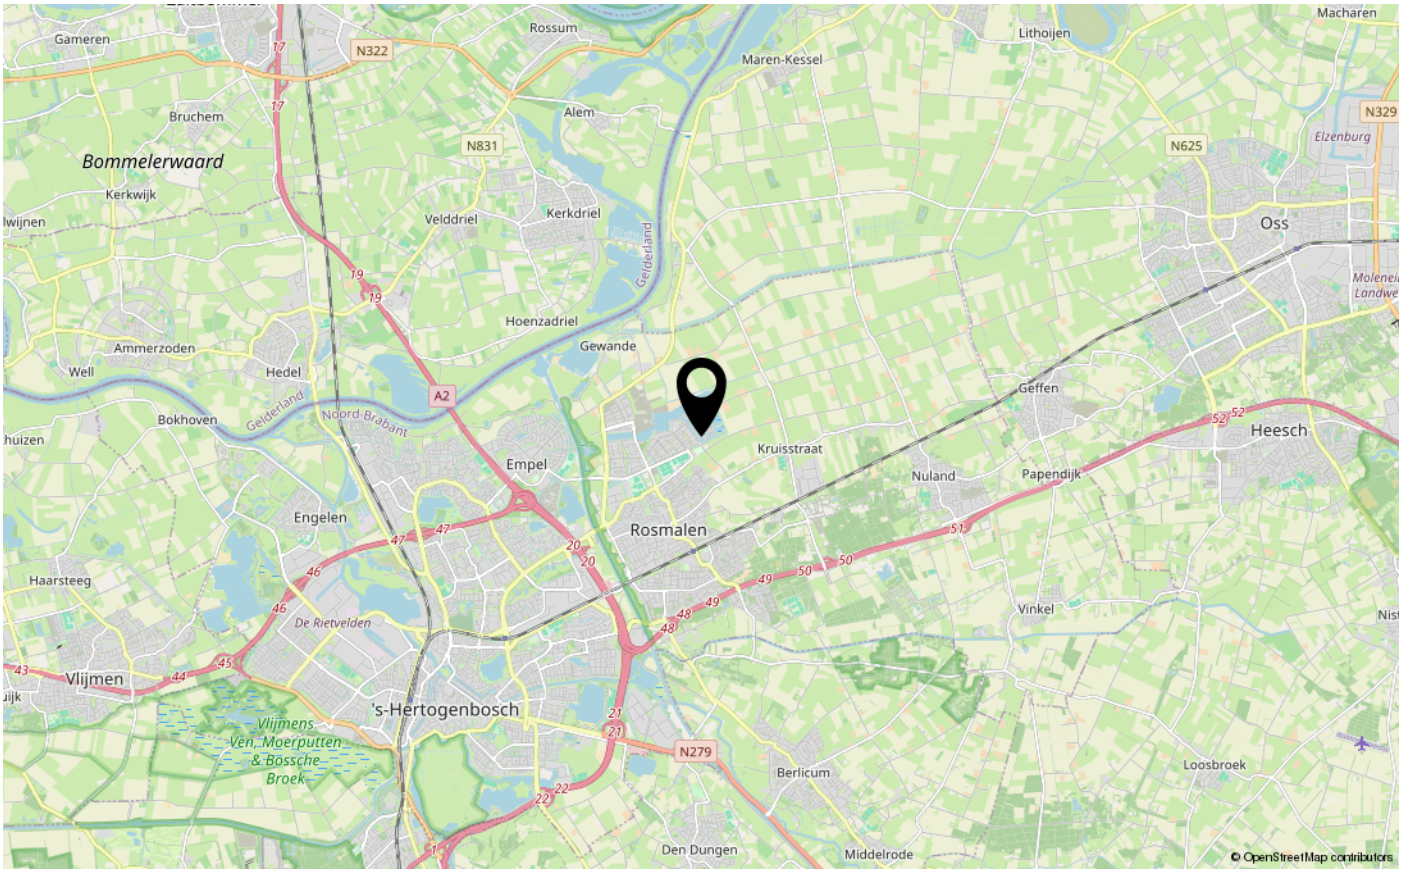 Rossum
Macharen
Gameren
17
N322
Lithoijen
Maren-Kessel
17
Bruchem
Alem
N329
Elzenburg
N831
N625
Bommelerwaard
Kerkwijk
Velddriel
Kerkdriel
Oss
Gelderland
19
19
Hoenzadriel
Gewande
Ammerzoden
Well
Hedel
A2
Geffen
Bokhoven
Gelderland
Noord-Brabant
52
52
Heesch
Kruisstraat
Empel
Nuland
Papendijk
Engelen
47
47
Rosmalen
51
20
20
50
50
46
49
49
Haarsteeg
46
48
48
Vinkel
De Rietvelden
43
45
44
Vlijmen
's-Hertogenbosch
21
21
Vlijmens
Ven, Moerputten
& Bossche
Broek
N279
Berlicum
Loosbroek
22
22
Den Dungen
Middelrode
© OpenStreetMap contributors